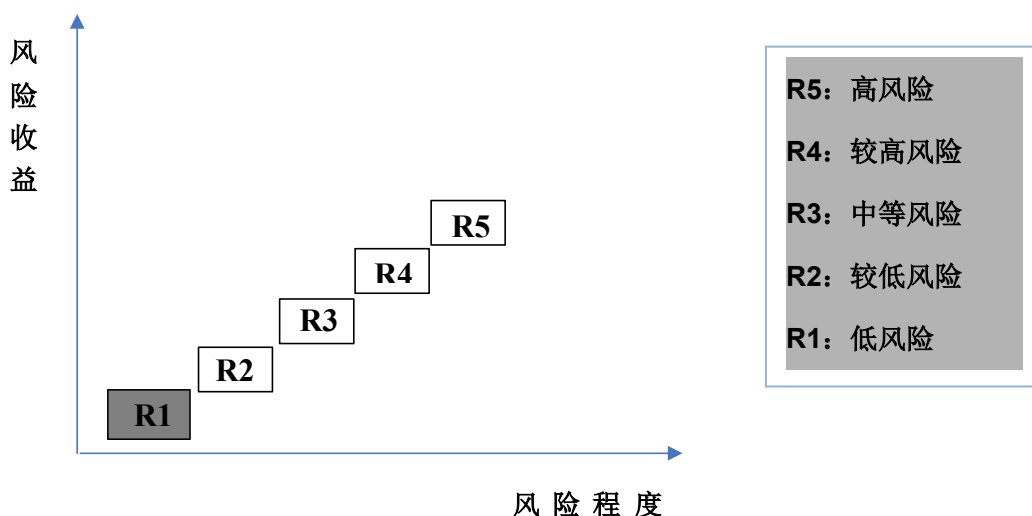 风
险
收
益
R5
R4
R3
R2
R1
风 险 程 度
R5：高风险
R4：较高风险
R3：中等风险
R2：较低风险
R1：低风险